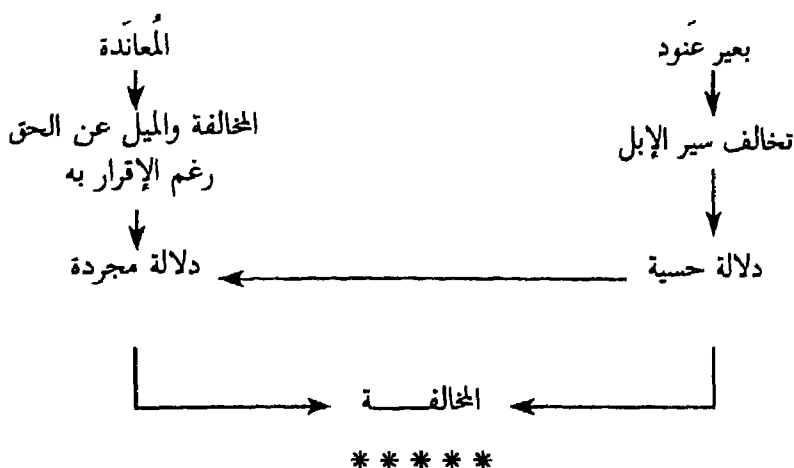 بعير عَنود المُعانَدة
تخالف سير الإبل المخالفة والميل عن الحق
رغم الإقرار به
دلالة حسية دلالة مجردة
المخالفـــــة
* * * * *